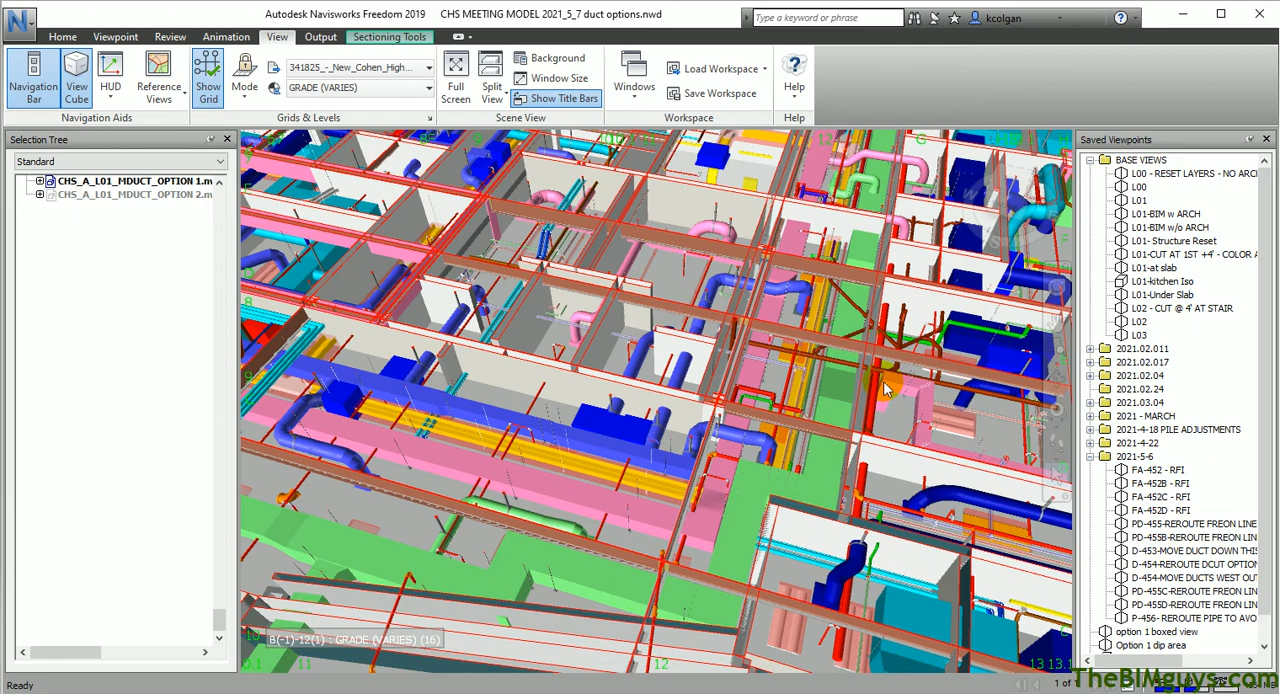 Autodesk Navisworks Freedom 2019 CHS MEETING MODEL 2021_5_7 duct options.nwd
Type a keyword or phrase
kcolgan
Home Viewpoint Review Animation View Output Sectioning Tools
Navigation Bar
View Cube
HUD
Reference Views
Show Grid
Mode
341825_-_New_Cohen_High...
GRADE (VARIES)
Full Screen
Split View
Background
Window Size
Show Title Bars
Windows
Load Workspace
Save Workspace
Help
Navigation Aids
Grids & Levels
Scene View
Workspace
Help
Selection Tree
Standard
CHS_A_L01_MDUCT_OPTION 1.m
CHS_A_L01_MDUCT_OPTION 2.m
B(-1)-12(1) : GRADE (VARIES) (16)
11
12
13 13.1
Saved Viewpoints
BASE VIEWS
L00 - RESET LAYERS - NO ARC
L00
L01
L01-BIM w ARCH
L01-BIM w/o ARCH
L01- Structure Reset
L01-CUT AT 1ST +4' - COLOR A
L01-at slab
L01-kitchen Iso
L01-Under Slab
L02 - CUT @ 4' AT STAIR
L02
L03
2021.02.011
2021.02.017
2021.02.04
2021.02.24
2021.03.04
2021 - MARCH
2021-4-18 PILE ADJUSTMENTS
2021-4-22
2021-5-6
FA-452 - RFI
FA-452B - RFI
FA-452C - RFI
FA-452D - RFI
PD-455-REROUTE FREON LINE
PD-455B-REROUTE FREON LINE
D-453-MOVE DUCT DOWN THIS
D-454-REROUTE DCUT OPTION
D-454-MOVE DUCTS WEST OUT
PD-455C-REROUTE FREON LINE
PD-455D-REROUTE FREON LINE
P-456 - REROUTE PIPE TO AVO
option 1 boxed view
Option 1 dip area
Ready
1 of 1
TheBIMguys.com